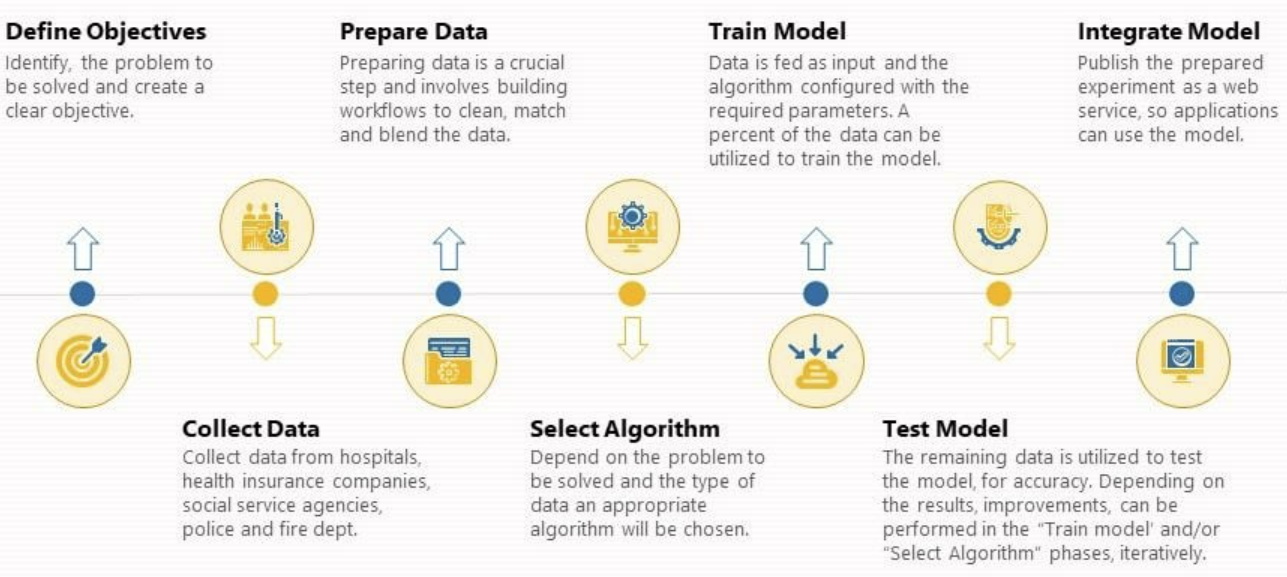 Define Objectives
Identify, the problem to
be solved and create a
clear objective.
Collect Data
Collect data from hospitals,
health insurance companies,
social service agencies,
police and fire dept.
Prepare Data
Preparing data is a crucial
step and involves building
workflows to clean, match
and blend the data.
Select Algorithm
Depend on the problem to
be solved and the type of
data an appropriate
algorithm will be chosen.
Train Model
Data is fed as input and the
algorithm configured with the
required parameters. A
percent of the data can be
utilized to train the model.
Test Model
The remaining data is utilized to test
the model, for accuracy. Depending on
the results, improvements, can be
performed in the “Train model’ and/or
“Select Algorithm” phases, iteratively.
Integrate Model
Publish the prepared
experiment as a web
service, so applications
can use the model.